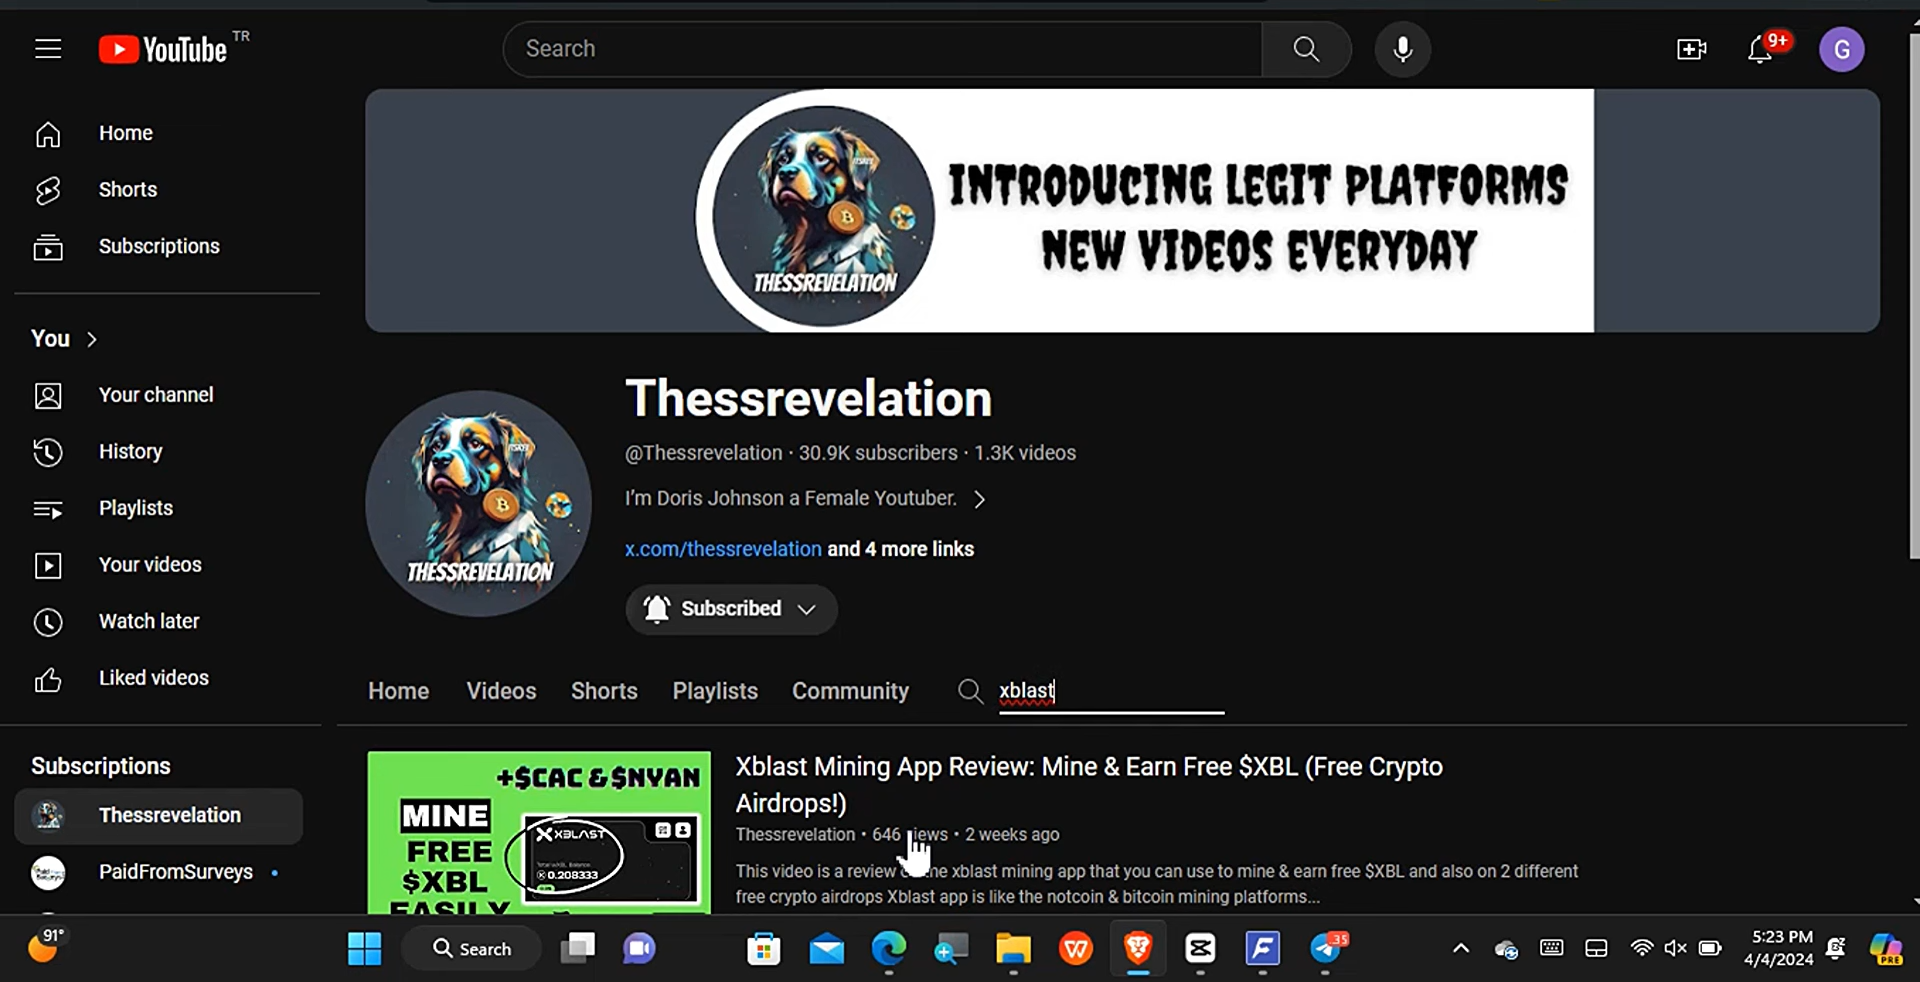 YouTube TR
Search
9+
G
Home
Shorts
Subscriptions
You
Your channel
History
Playlists
Your videos
Watch later
Liked videos
Subscriptions
Thessrevelation
PaidFromSurveys
THESSREVELATION
INTRODUCING LEGIT PLATFORMS
NEW VIDEOS EVERYDAY
THESSREVELATION
Thessrevelation
@Thessrevelation · 30.9K subscribers · 1.3K videos
I'm Doris Johnson a Female Youtuber.
x.com/thessrevelation and 4 more links
Subscribed
Home Videos Shorts Playlists Community xblast
+$CAC & $NYAN
MINE
FREE
$XBL
EASILY
XBLAST
0.208333
Xblast Mining App Review: Mine & Earn Free $XBL (Free Crypto
Airdrops!)
Thessrevelation • 646 views • 2 weeks ago
This video is a review of the xblast mining app that you can use to mine & earn free $XBL and also on 2 different
free crypto airdrops Xblast app is like the notcoin & bitcoin mining platforms...
91°
Search
35
5:23 PM
4/4/2024
PRE